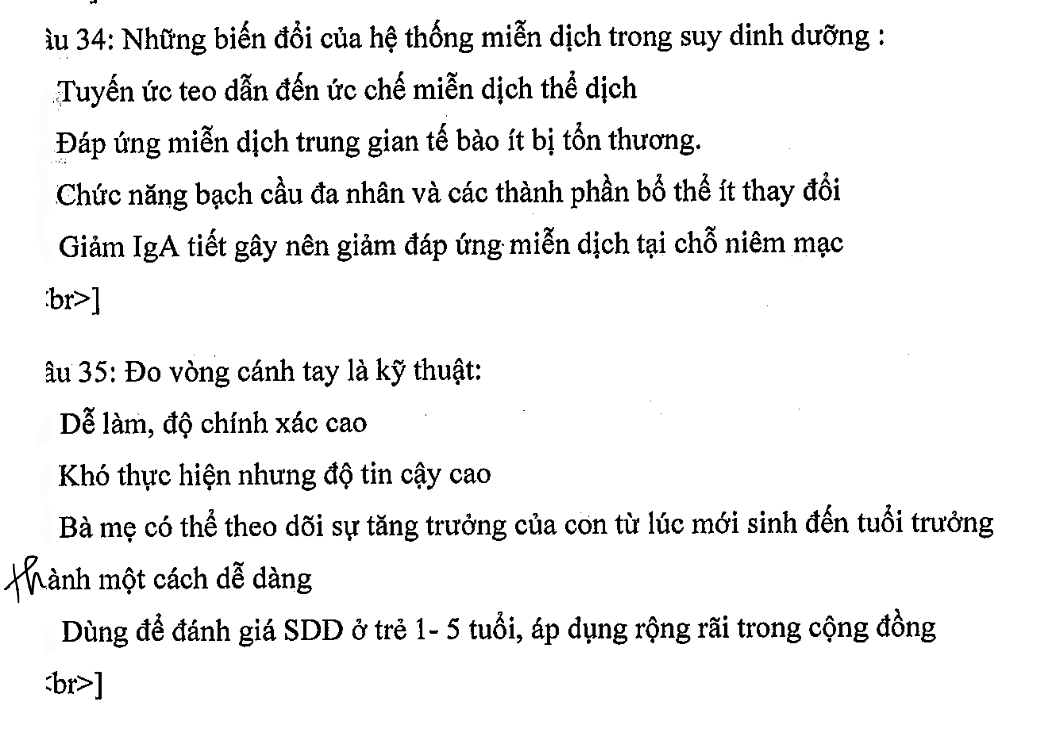 âu 34: Những biến đổi của hệ thống miễn dịch trong suy dinh dưỡng :
Tuyến ức teo dẫn đến ức chế miễn dịch thể dịch
Đáp ứng miễn dịch trung gian tế bào ít bị tổn thương.
Chức năng bạch cầu đa nhân và các thành phần bổ thể ít thay đổi
Giảm IgA tiết gây nên giảm đáp ứng miễn dịch tại chỗ niêm mạc
:br>]
âu 35: Đo vòng cánh tay là kỹ thuật:
Dễ làm, độ chính xác cao
Khó thực hiện nhưng độ tin cậy cao
Bà mẹ có thể theo dõi sự tăng trưởng của con từ lúc mới sinh đến tuổi trưởng
thành một cách dễ dàng
Dùng để đánh giá SDD ở trẻ 1- 5 tuổi, áp dụng rộng rãi trong cộng đồng
<br>]